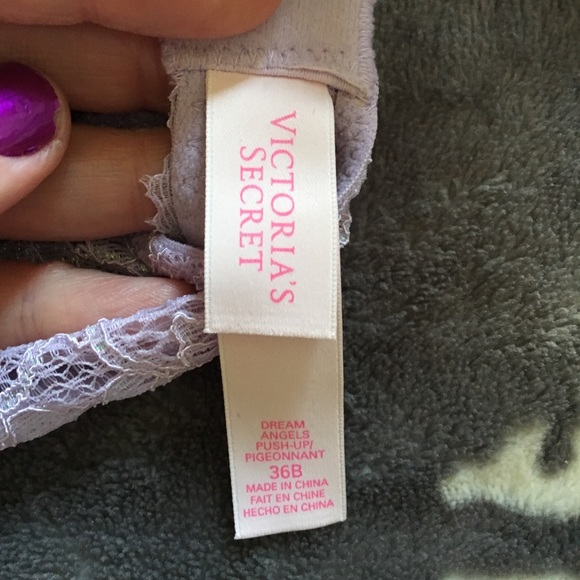 VICTORIA'S
SECRET
DREAM
ANGELS
PUSH-UP/
PIGEONNANT
36B
MADE IN CHINA
FAIT EN CHINE
HECHO EN CHINA